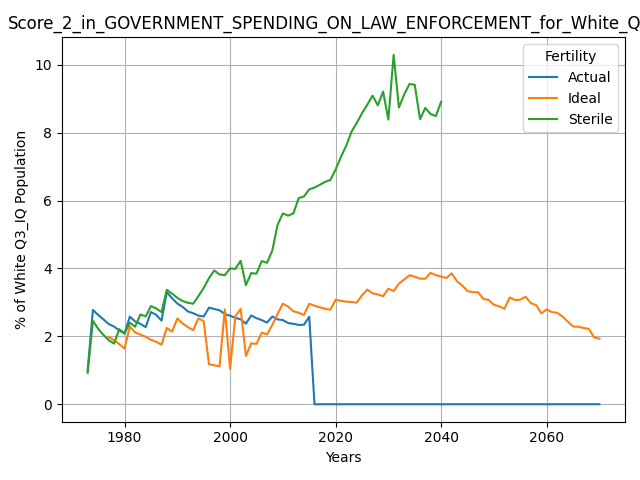 Score_2_in_GOVERNMENT_SPENDING_ON_LAW_ENFORCEMENT_for_White_Q
Fertility
Actual
Ideal
Sterile
% of White Q3_IQ Population
10
8
6
4
2
0
1980 2000 2020 2040 2060
Years